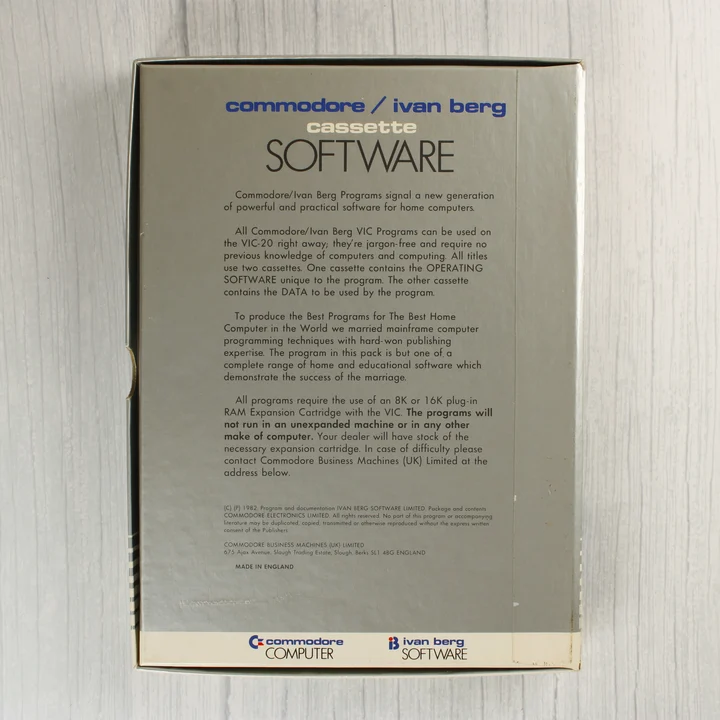 commodore / ivan berg
cassette
SOFTWARE
Commodore/Ivan Berg Programs signal a new generation
of powerful and practical software for home computers.
All Commodore/Ivan Berg VIC Programs can be used on
the VIC-20 right away; they're jargon-free and require no
previous knowledge of computers and computing. All titles
use two cassettes. One cassette contains the OPERATING
SOFTWARE unique to the program. The other cassette
contains the DATA to be used by the program.
To produce the Best Programs for The Best Home
Computer in the World we married mainframe computer
programming techniques with hard-won publishing
expertise. The program in this pack is but one of a
complete range of home and educational software which
demonstrate the success of the marriage.
All programs require the use of an 8K or 16K plug-in
RAM Expansion Cartridge with the VIC. The programs will
not run in an unexpanded machine or in any other
make of computer. Your dealer will have stock of the
necessary expansion cartridge. In case of difficulty please
contact Commodore Business Machines (UK) Limited at the
address below.
(C) (P) 1982. Program and documentation IVAN BERG SOFTWARE LIMITED. Package and contents
COMMODORE ELECTRONICS LIMITED. All rights reserved. No part of this program or accompanying
literature may be duplicated, copied, transmitted or otherwise reproduced without the express written
consent of the Publishers.
COMMODORE BUSINESS MACHINES (UK) LIMITED
675 Ajax Avenue, Slough Trading Estate, Slough, Berks SL1 4BG ENGLAND
MADE IN ENGLAND
commodore
COMPUTER
ivan berg
SOFTWARE